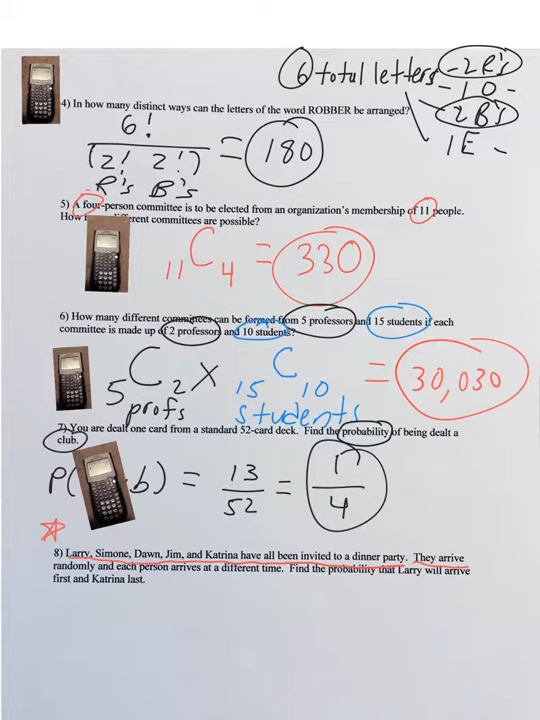 6 total letters - 2 R's
- 1 O -
2 B's
1 E -
4) In how many distinct ways can the letters of the word ROBBER be arranged?
6!
(2! 2!) = 180
R's B's
5) A four-person committee is to be elected from an organization's membership of 11 people.
How erent committees are possible?
11C4 = 330
6) How many different committees can be formed from 5 professors and 15 students if each
committee is made up of 2 professors and 10 students?
5C2 x 15C10 = 30,030
profs students
7) You are dealt one card from a standard 52-card deck. Find the probability of being dealt a
club.
P( b) = 13/52 = 1/4
8) Larry, Simone, Dawn, Jim, and Katrina have all been invited to a dinner party. They arrive
randomly and each person arrives at a different time. Find the probability that Larry will arrive
first and Katrina last.